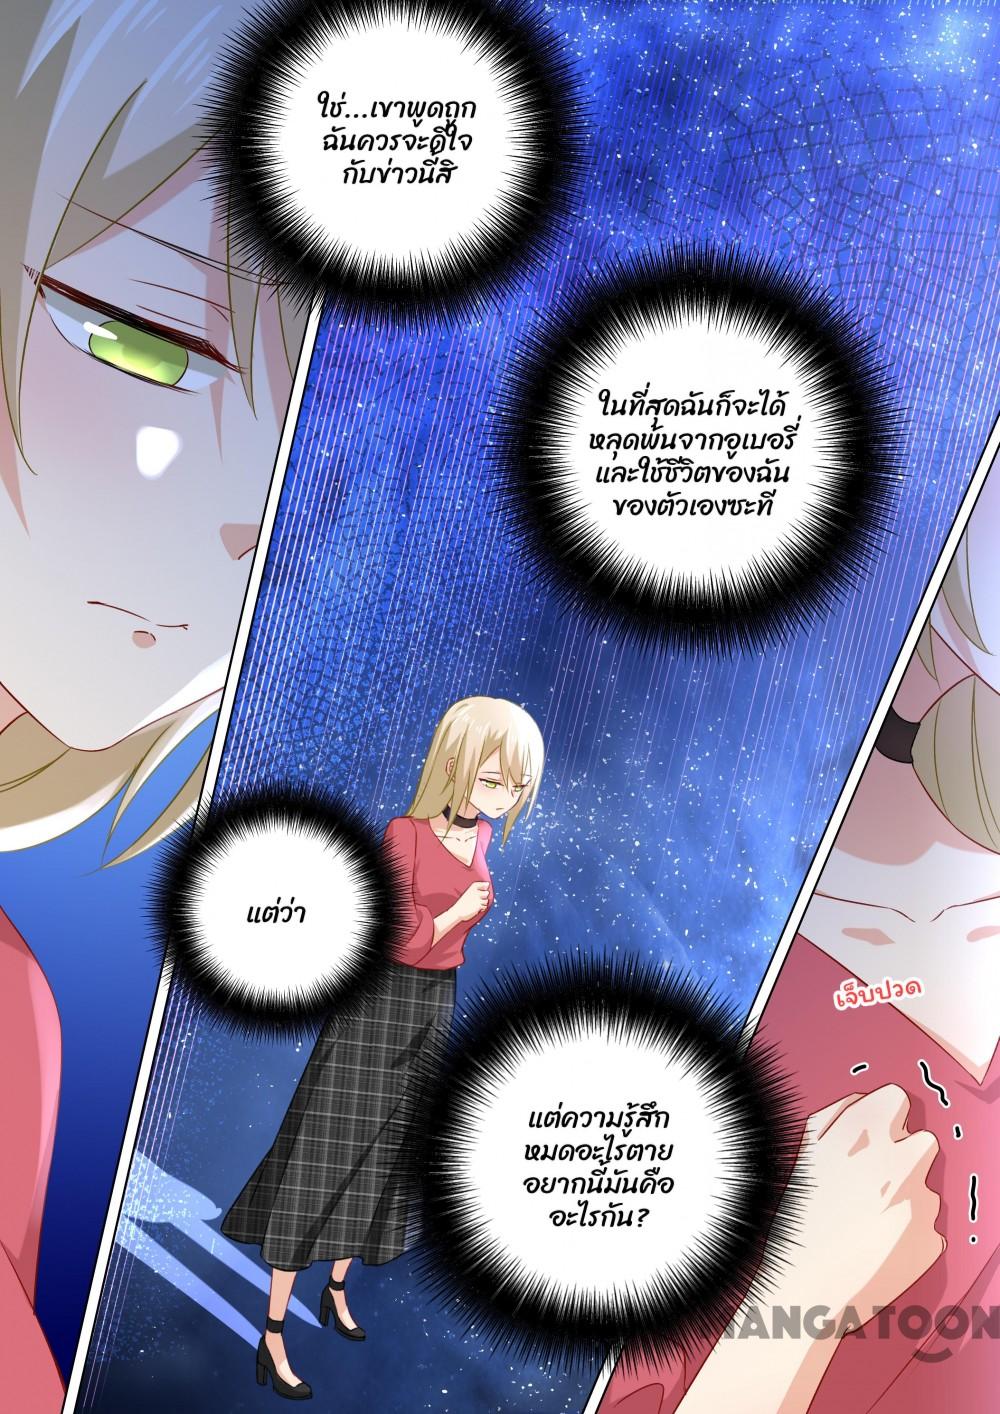 ใช่...เขาพูดถูก
ฉันควรจะดีใจ
กับข่าวนี้สิ
ในที่สุดฉันก็จะได้
หลุดพ้นจากอูเบอรี่
และใช้ชีวิตของฉัน
ของตัวเองซะที
แต่ว่า
เจ็บปวด
แต่ความรู้สึก
หมดอะไรตาย
อยากนี้มันคือ
อะไรกัน?
MANGATOON